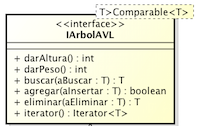 T>Comparable<T>
<<interface>>
IArbolAVL
+ darAltura() : int
+ darPeso() : int
+ buscar(aBuscar : T) : T
+ agregar(aInsertar : T) : boolean
+ eliminar(aEliminar : T) : T
+ iterator() : Iterator<T>